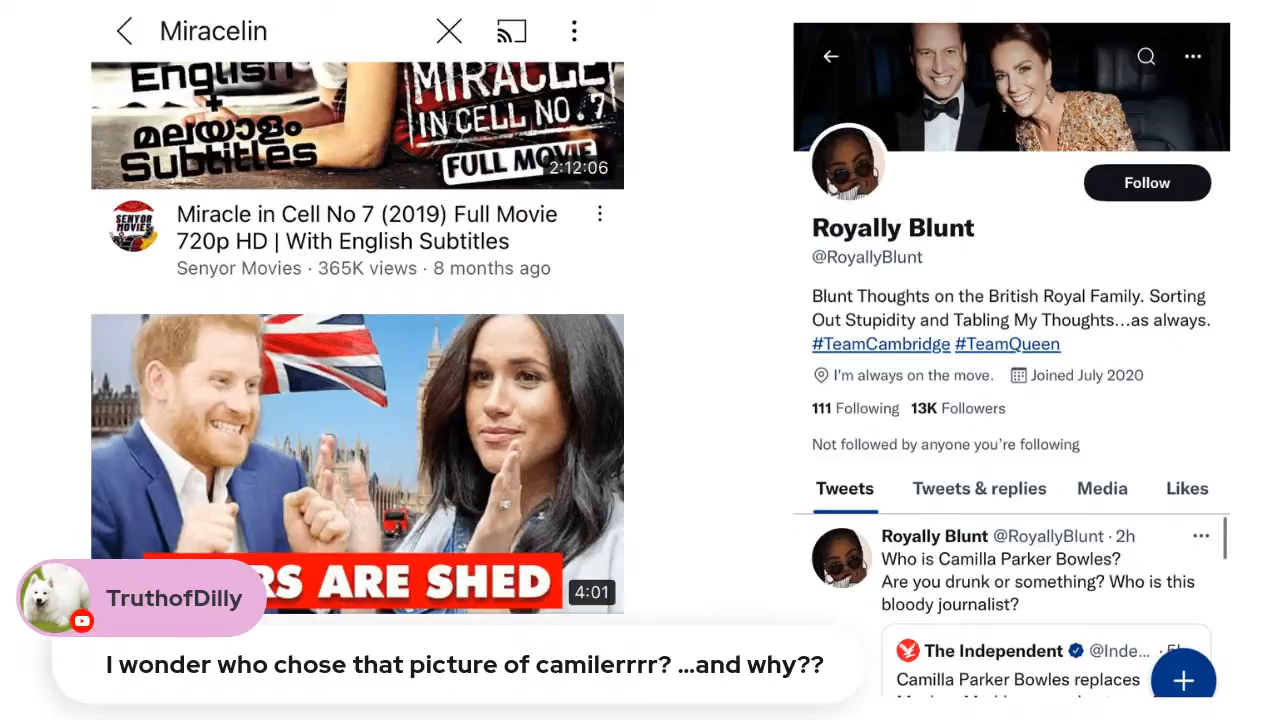 Miracelin
English
+
മലയാളം
Subtitles
MIRACLE
IN CELL NO.7
FULL MOVIE
2:12:06
SENYOR
MOVIES
Miracle in Cell No 7 (2019) Full Movie
720p HD | With English Subtitles
Senyor Movies · 365K views · 8 months ago
RS ARE SHED
4:01
TruthofDilly
I wonder who chose that picture of camilerrrr? ...and why??
Follow
Royally Blunt
@RoyallyBlunt
Blunt Thoughts on the British Royal Family. Sorting
Out Stupidity and Tabling My Thoughts...as always.
#TeamCambridge #TeamQueen
I'm always on the move. Joined July 2020
111 Following 13K Followers
Not followed by anyone you're following
Tweets Tweets & replies Media Likes
Royally Blunt @RoyallyBlunt · 2h
Who is Camilla Parker Bowles?
Are you drunk or something? Who is this
bloody journalist?
The Independent @Inde... ·
Camilla Parker Bowles replaces